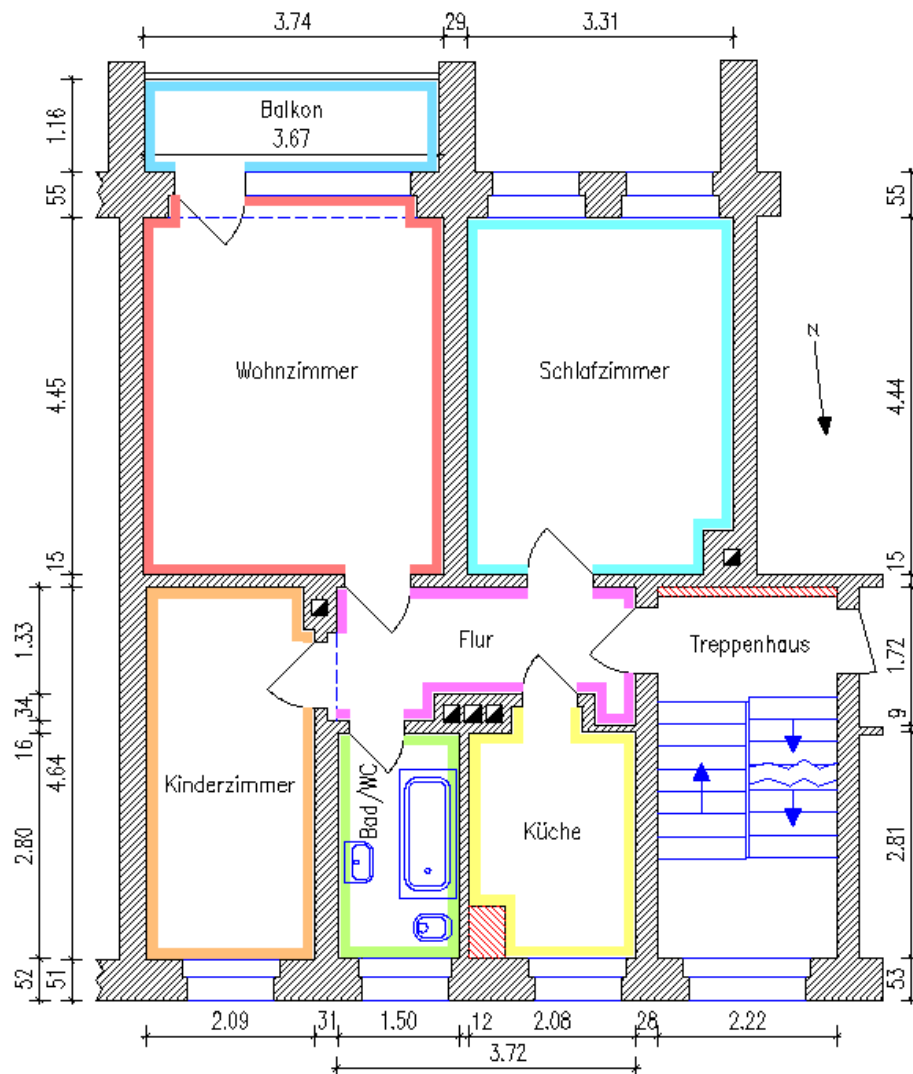 3.74 29 3.31
1.16
Balkon
3.67
55
55
N
Wohnzimmer
Schlafzimmer
4.45
4.44
15
15
1.33
Flur
Treppenhaus
1.72
34
9
16
4.64
Kinderzimmer
Bad /WC
Küche
2.80
2.81
52
51
53
2.09 31 1.50 12 2.08 28 2.22
3.72